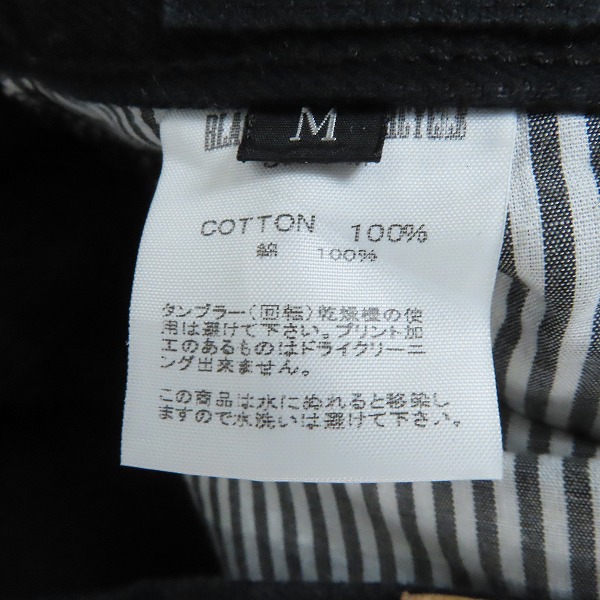 M
COTTON 100%
綿 100%
タンブラー(回転)乾燥機の使
用は避けて下さい。プリント加
工のあるものはドライクリーニ
ング出来ません。
この商品は水にぬれると移染し
ますので水洗いは避けて下さい。